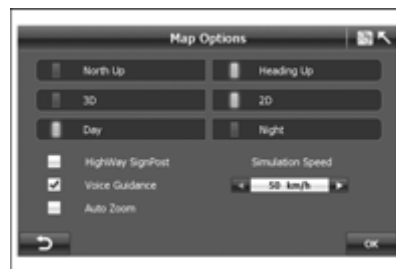 Map Options
North Up Heading Up
3D 2D
Day Night
HighWay SignPost Simulation Speed
Voice Guidance 50 km/h
Auto Zoom
OK